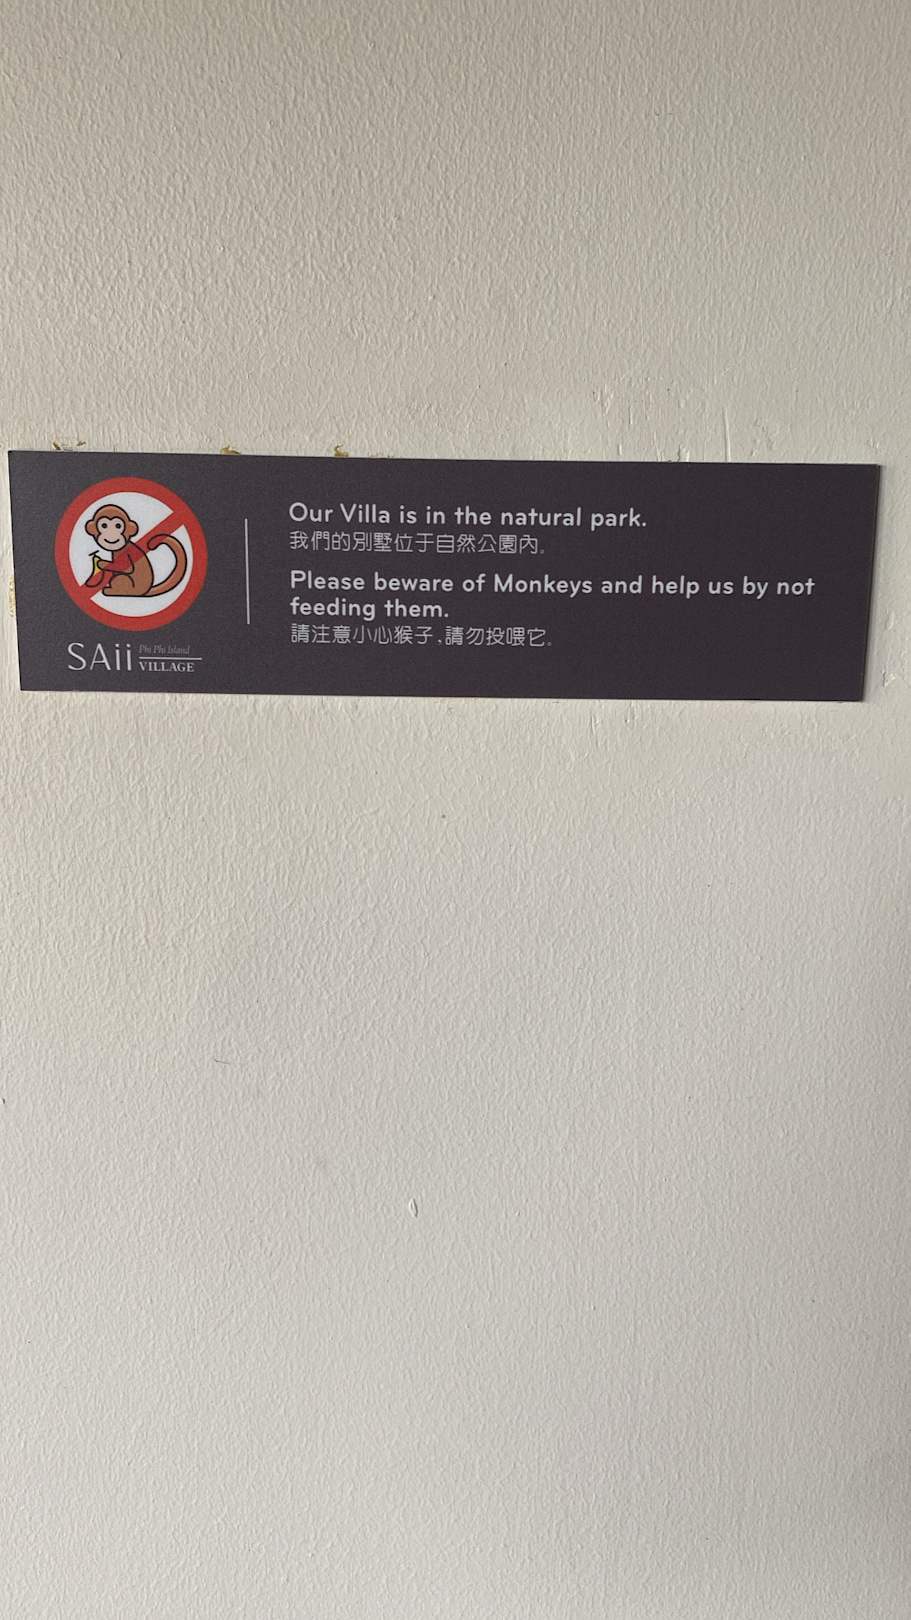 Our Villa is in the natural park.
我們的別墅位于自然公園內。
Please beware of Monkeys and help us by not
feeding them.
請注意小心猴子,請勿投喂它。
SAii Phi Phi Island
VILLAGE